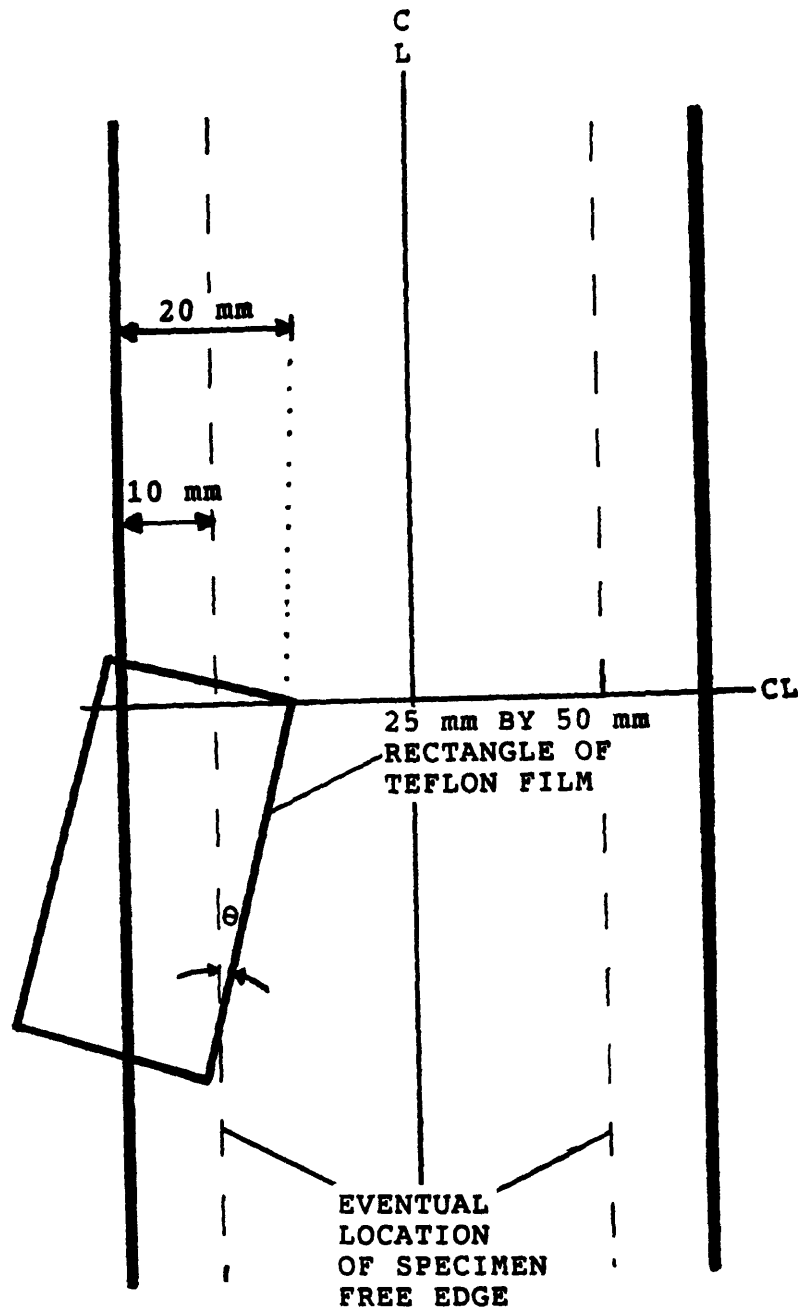 C
L
20 mm
10 mm
CL
25 mm BY 50 mm
RECTANGLE OF
TEFLON FILM
θ
EVENTUAL
LOCATION
OF SPECIMEN
FREE EDGE